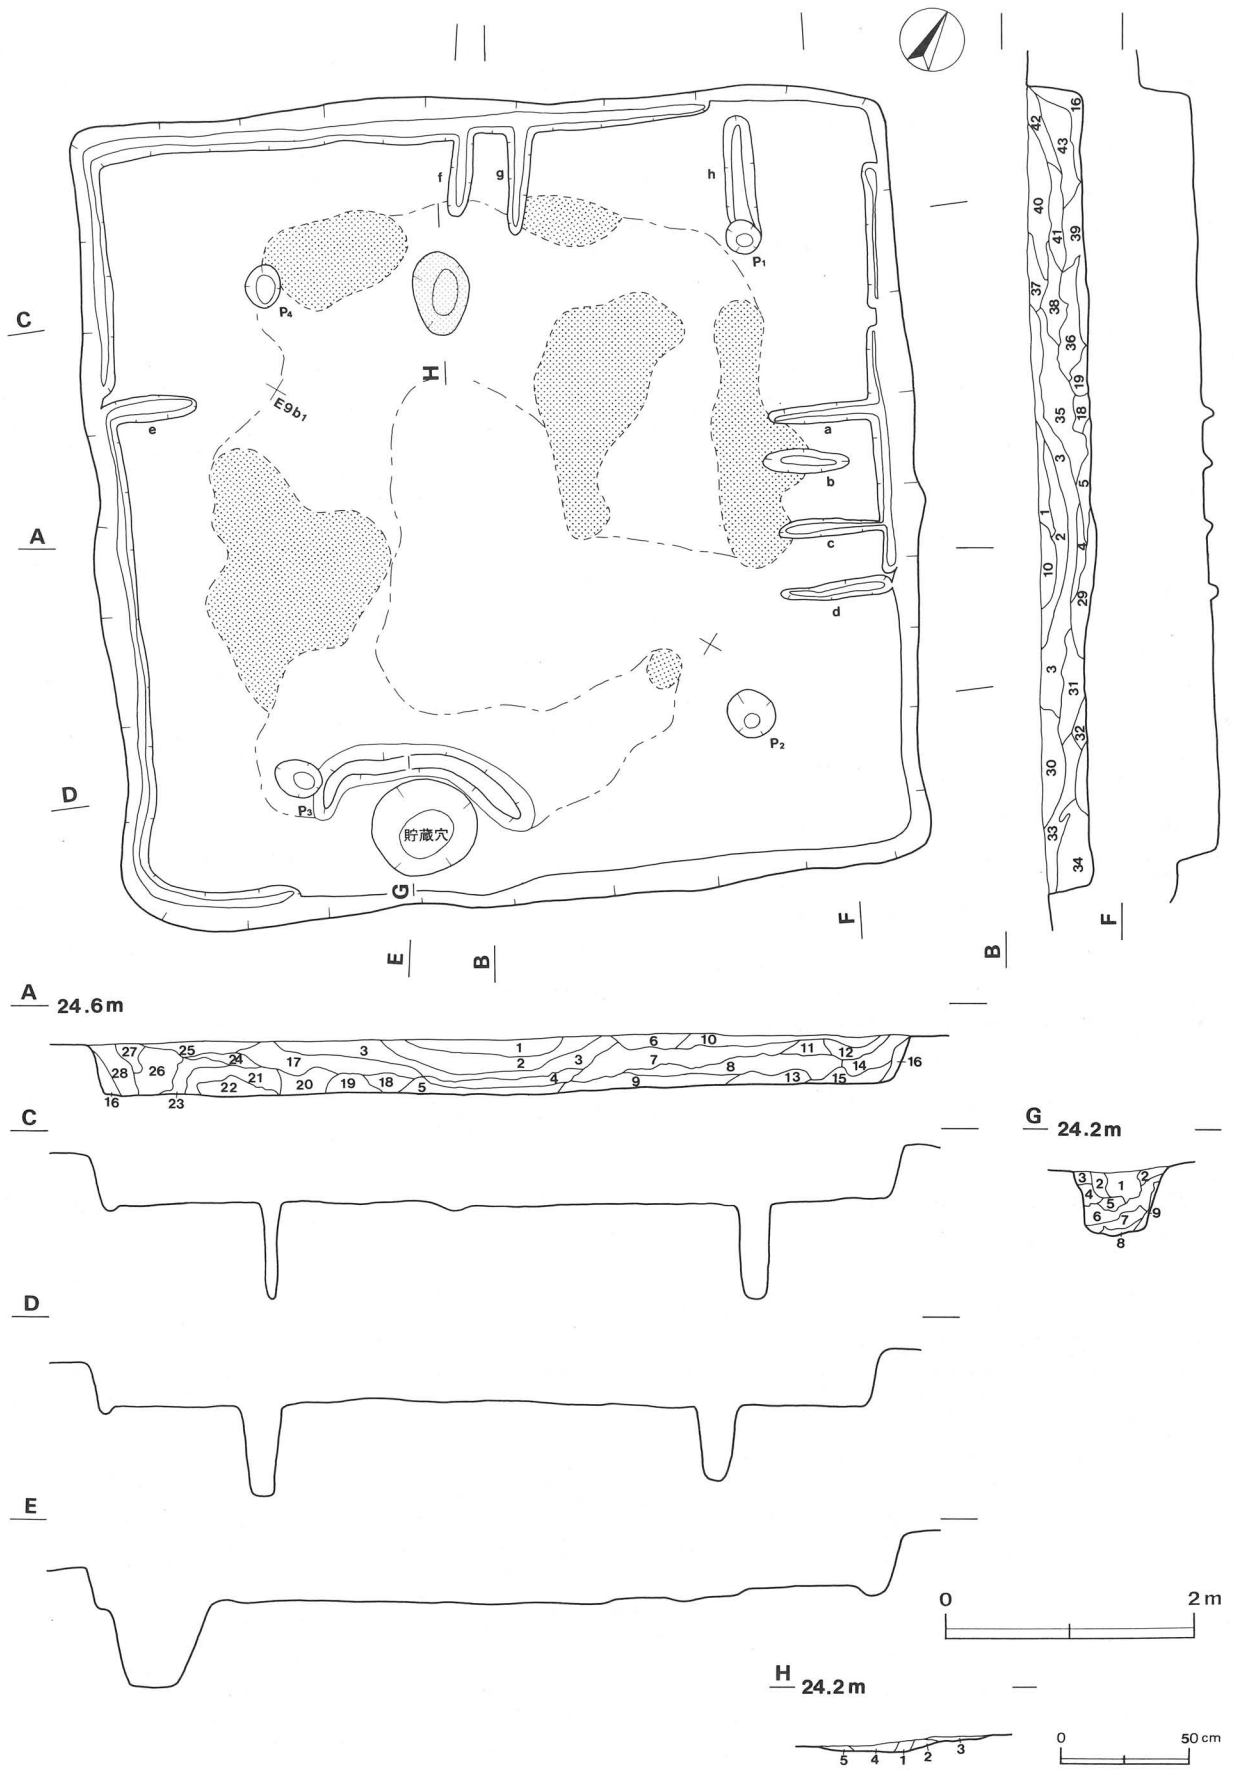 f
g
h
P1
P4
C
H
E9b1
e
a
b
A
c
d
P2
D
P3
貯蔵穴
G
F
E
B
B
F
16
42
43
40
41
39
37
38
36
19
35
18
3
5
1
2
4
10
29
3
31
32
30
33
34
A 24.6m
27
25
24
3
1
6
10
28
26
17
2
3
7
8
11
12
14
16
22
21
20
19
18
5
4
9
13
15
16
23
C
G 24.2m
3
2
1
2
4
5
6
7
9
8
D
E
0 2m
H 24.2m
5
4
1
2
3
0 50cm